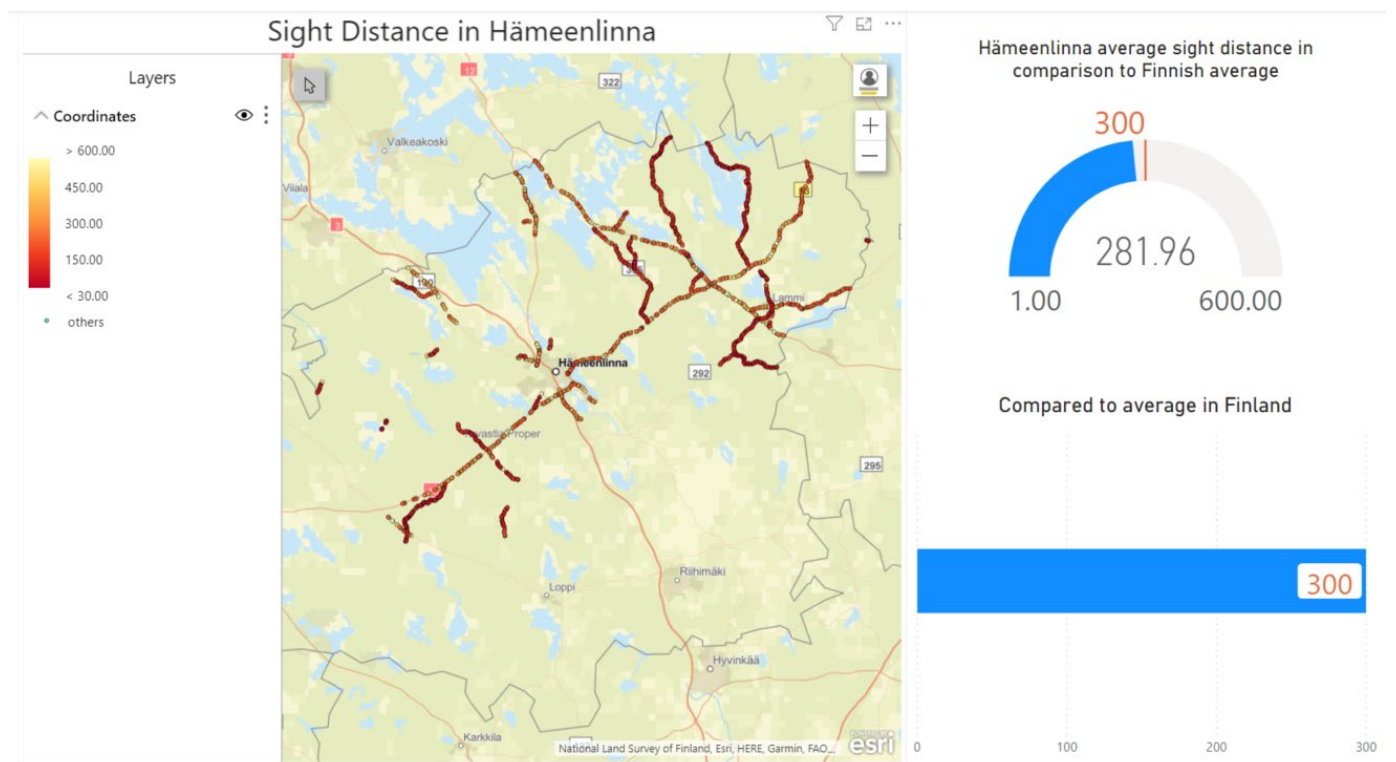 Sight Distance in Hämeenlinna
Layers
Coordinates
> 600.00
450.00
300.00
150.00
< 30.00
others
12
322
Valkeakoski
Viiala
3
Lammi
Hämeenlinna
292
Proper
295
Riihimäki
Loppi
Hyvinkää
Karkkila
National Land Survey of Finland, Esri, HERE, Garmin, FAO...
esri
Hämeenlinna average sight distance in
comparison to Finnish average
300
281.96
1.00
600.00
Compared to average in Finland
300
0
100
200
300